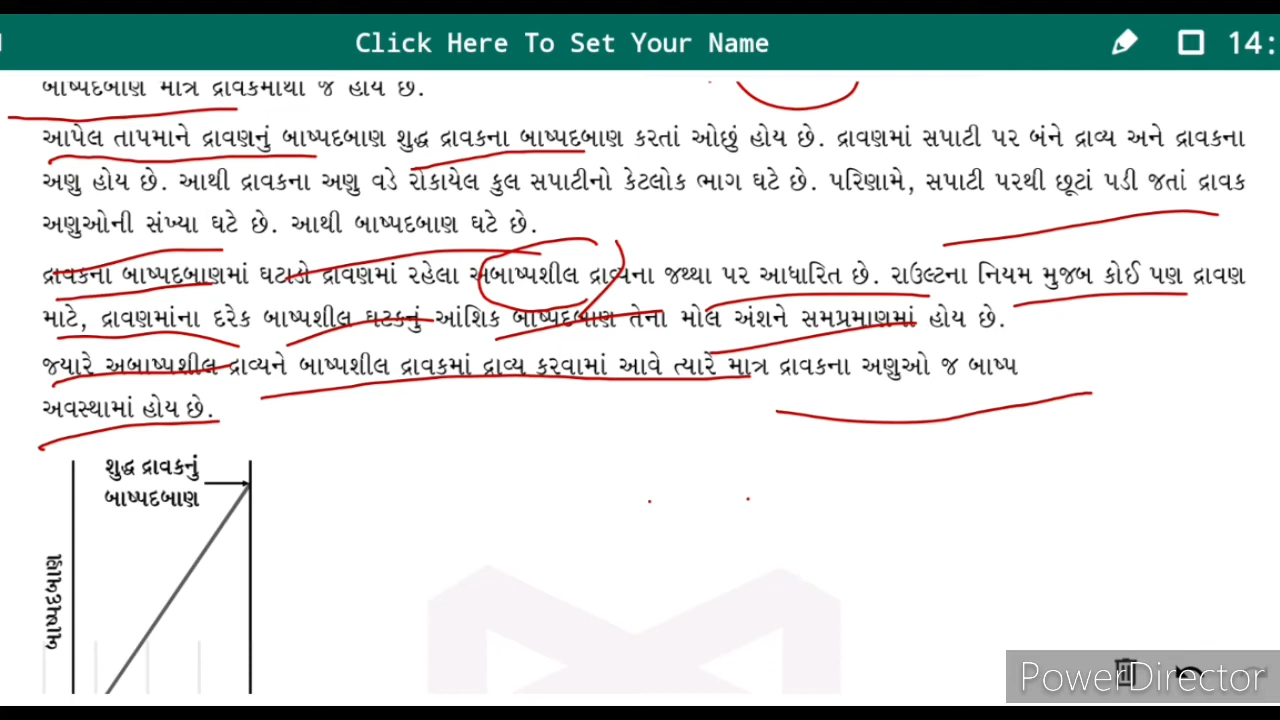 Click Here To Set Your Name
14:
બાષ્પદબાણ માત્ર દ્રાવકમાંથી જ હોય છે.
આપેલ તાપમાને દ્રાવણનું બાષ્પદબાણ શુદ્ધ દ્રાવકના બાષ્પદબાણ કરતાં ઓછું હોય છે. દ્રાવણમાં સપાટી પર બંને દ્રાવ્ય અને દ્રાવકના
અણુ હોય છે. આથી દ્રાવકના અણુ વડે રોકાયેલ કુલ સપાટીનો કેટલોક ભાગ ઘટે છે. પરિણામે, સપાટી પરથી છૂટાં પડી જતાં દ્રાવક
અણુઓની સંખ્યા ઘટે છે. આથી બાષ્પદબાણ ઘટે છે.
દ્રાવકના બાષ્પદબાણમાં ઘટાડો દ્રાવણમાં રહેલા અબાષ્પશીલ દ્રાવ્યના જથ્થા પર આધારિત છે. રાઉલ્ટના નિયમ મુજબ કોઈ પણ દ્રાવણ
માટે, દ્રાવણમાંના દરેક બાષ્પશીલ ઘટકનું આંશિક બાષ્પદબાણ તેના મોલ અંશને સમપ્રમાણમાં હોય છે.
જ્યારે અબાષ્પશીલ દ્રાવ્યને બાષ્પશીલ દ્રાવકમાં દ્રાવ્ય કરવામાં આવે ત્યારે માત્ર દ્રાવકના અણુઓ જ બાષ્પ
અવસ્થામાં હોય છે.
શુદ્ધ દ્રાવકનું
બાષ્પદબાણ
બાષ્પદબાણ
PowerDirector